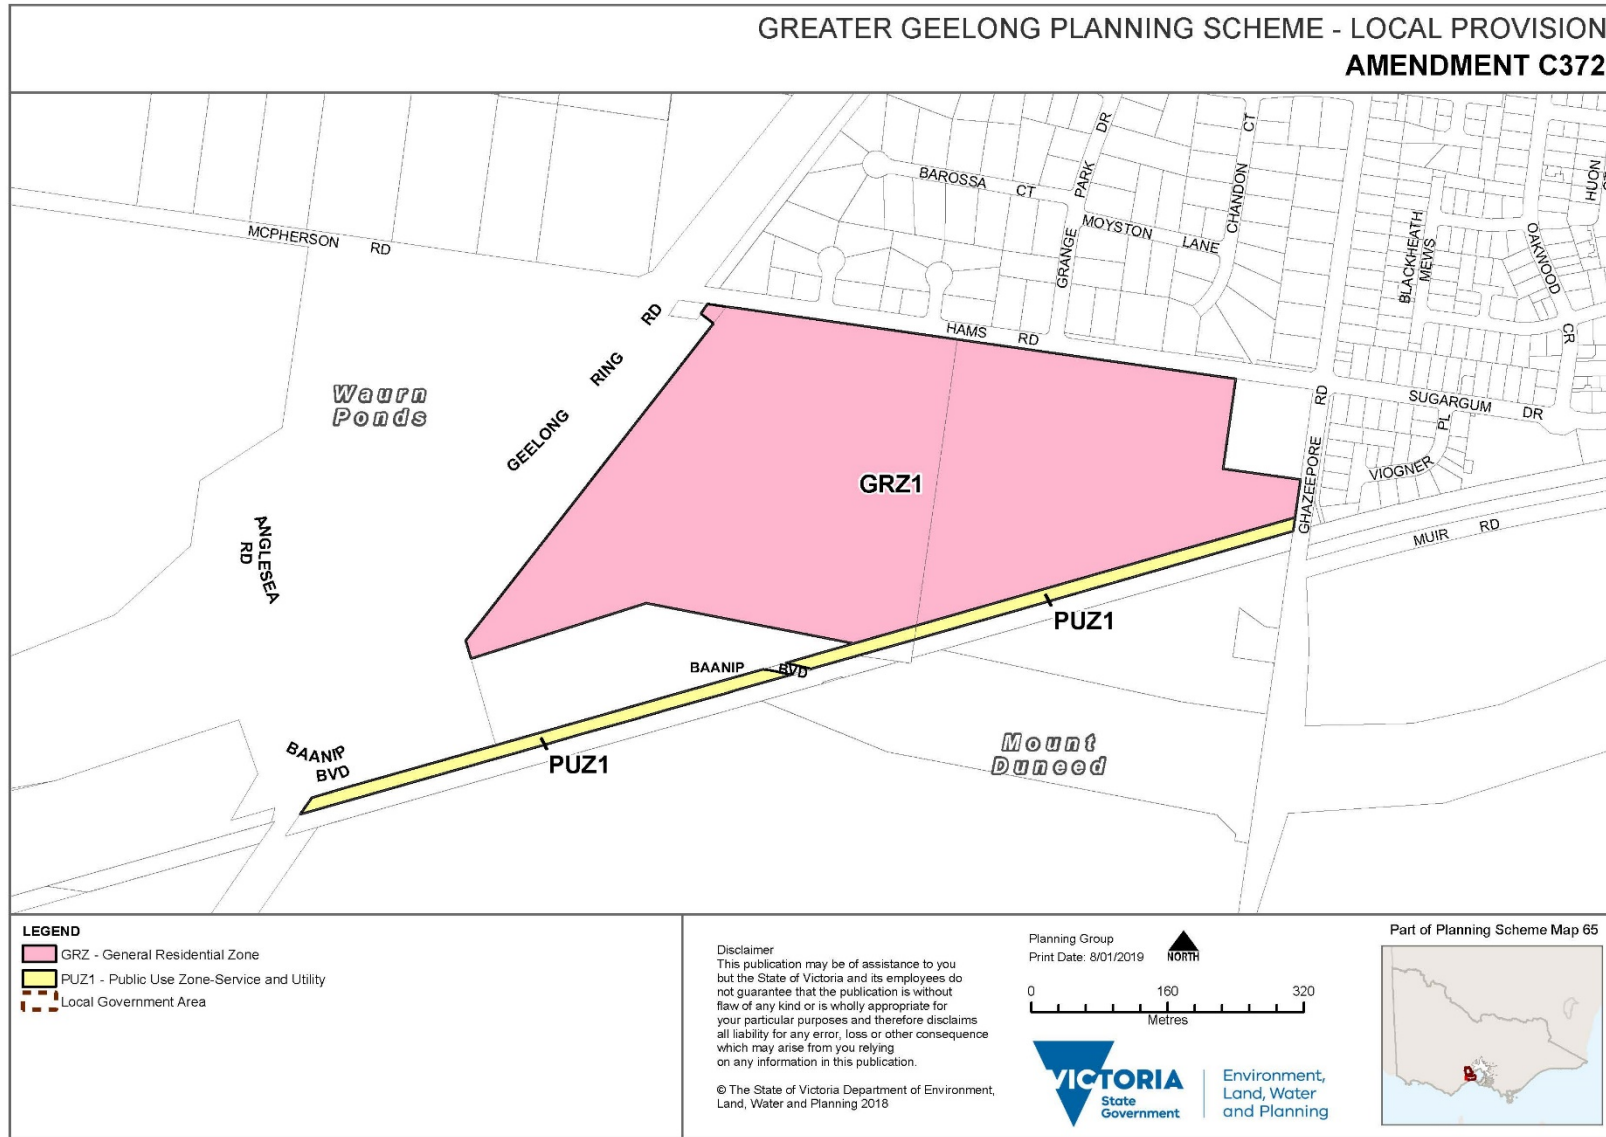 GREATER GEELONG PLANNING SCHEME - LOCAL PROVISION
AMENDMENT C372
MCPHERSON RD
BAROSSA CT
GRANGE PARK DR
MOYSTON LANE
CHANDON CT
BLACKHEATH
MEWS
OAKWOOD CR
HUON
HAMS RD
SUGARGUM DR
VIOGNER PL
GHAZEEPORE RD
MUIR RD
GEELONG RING RD
Waurn
Ponds
ANGLESEA
RD
GRZ1
PUZ1
BAANIP BVD
PUZ1
BAANIP
BVD
Mount
Duneed
LEGEND
GRZ - General Residential Zone
PUZ1 - Public Use Zone-Service and Utility
Local Government Area
Disclaimer
This publication may be of assistance to you
but the State of Victoria and its employees do
not guarantee that the publication is without
flaw of any kind or is wholly appropriate for
your particular purposes and therefore disclaims
all liability for any error, loss or other consequence
which may arise from you relying
on any information in this publication.
© The State of Victoria Department of Environment,
Land, Water and Planning 2018
Planning Group
Print Date: 8/01/2019
NORTH
0 160 320
Metres
VICTORIA
State
Government
Environment,
Land, Water
and Planning
Part of Planning Scheme Map 65